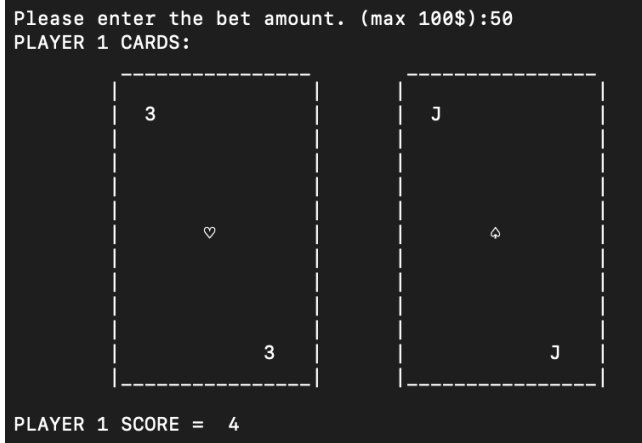 Please enter the bet amount. (max 100$):50
PLAYER 1 CARDS:
3 J
♡ ♤
3 J
PLAYER 1 SCORE =  4